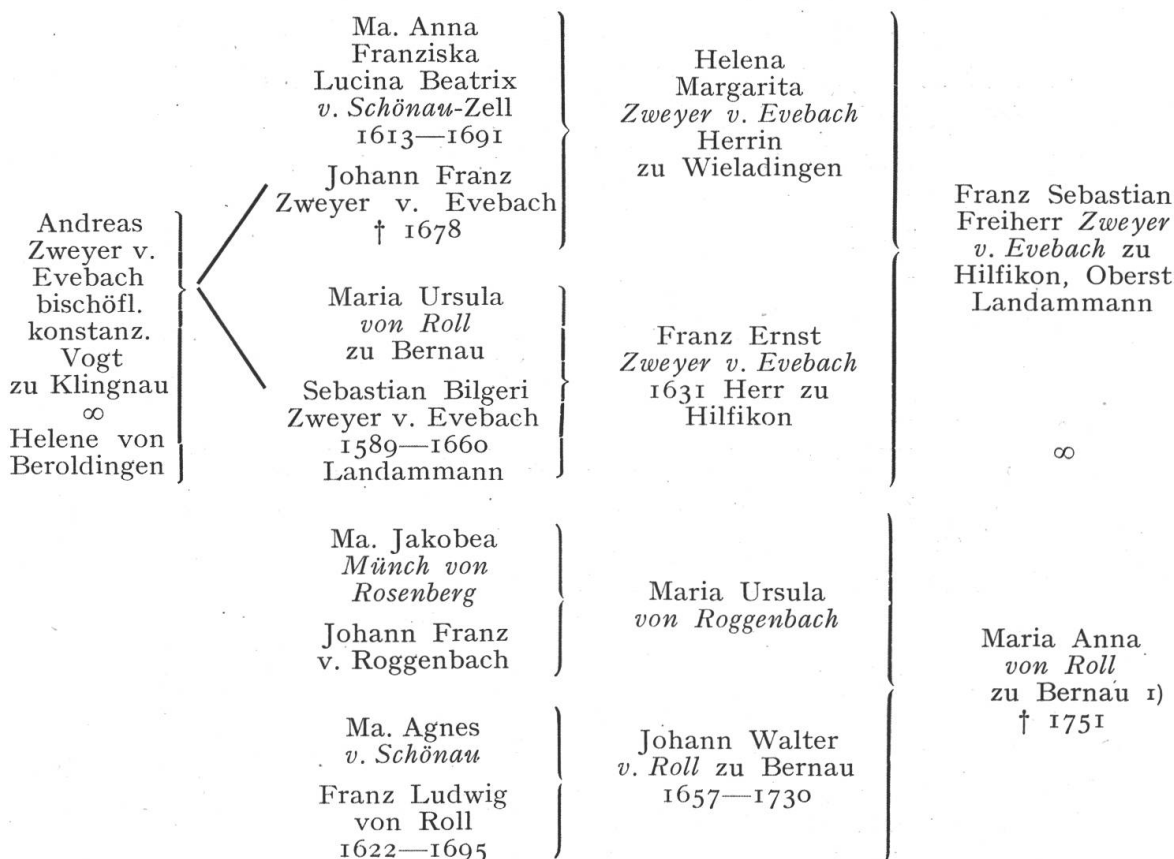 Andreas
Zweyer v.
Evebach
bischöfl.
konstanz.
Vogt
zu Klingnau
∞
Helene von
Beroldingen
Ma. Anna
Franziska
Lucina Beatrix
v. Schönau-Zell
1613—1691
Johann Franz
Zweyer v. Evebach
† 1678
Maria Ursula
von Roll
zu Bernau
Sebastian Bilgeri
Zweyer v. Evebach
1589—1660
Landammann
Ma. Jakobea
Münch von
Rosenberg
Johann Franz
v. Roggenbach
Ma. Agnes
v. Schönau
Franz Ludwig
von Roll
1622—1695
Helena
Margarita
Zweyer v. Evebach
Herrin
zu Wieladingen
Franz Ernst
Zweyer v. Evebach
1631 Herr zu
Hilfikon
Maria Ursula
von Roggenbach
Johann Walter
v. Roll zu Bernau
1657—1730
Franz Sebastian
Freiherr Zweyer
v. Evebach zu
Hilfikon, Oberst
Landammann
∞
Maria Anna
von Roll
zu Bernau 1)
† 1751